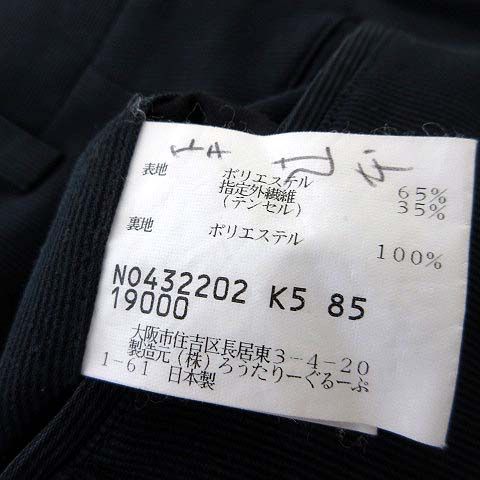 表地 ポリエステル 65%
指定外繊維
(テンセル) 35%
裏地 ポリエステル 100%
NO432202 K5 85
19000
大阪市住吉区長居東3-4-20
製造元(株)ろうたりーぐるーぷ
1-61 日本製